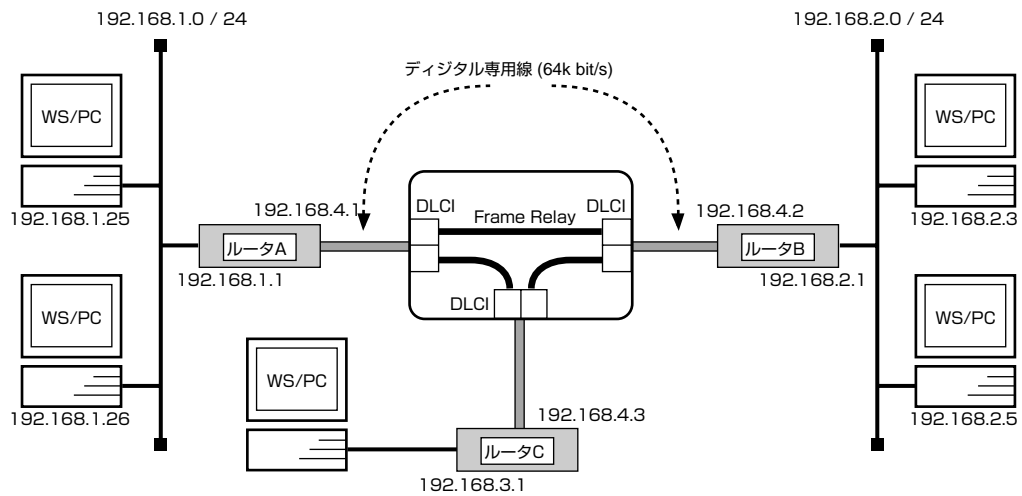 192.168.1.0 / 24
192.168.2.0 / 24
ディジタル専用線 (64k bit/s)
WS/PC
WS/PC
192.168.1.25
192.168.2.3
192.168.4.1
DLCI
Frame Relay
DLCI
192.168.4.2
ルータA
ルータB
192.168.1.1
192.168.2.1
DLCI
WS/PC
WS/PC
WS/PC
192.168.1.26
192.168.4.3
192.168.2.5
ルータC
192.168.3.1